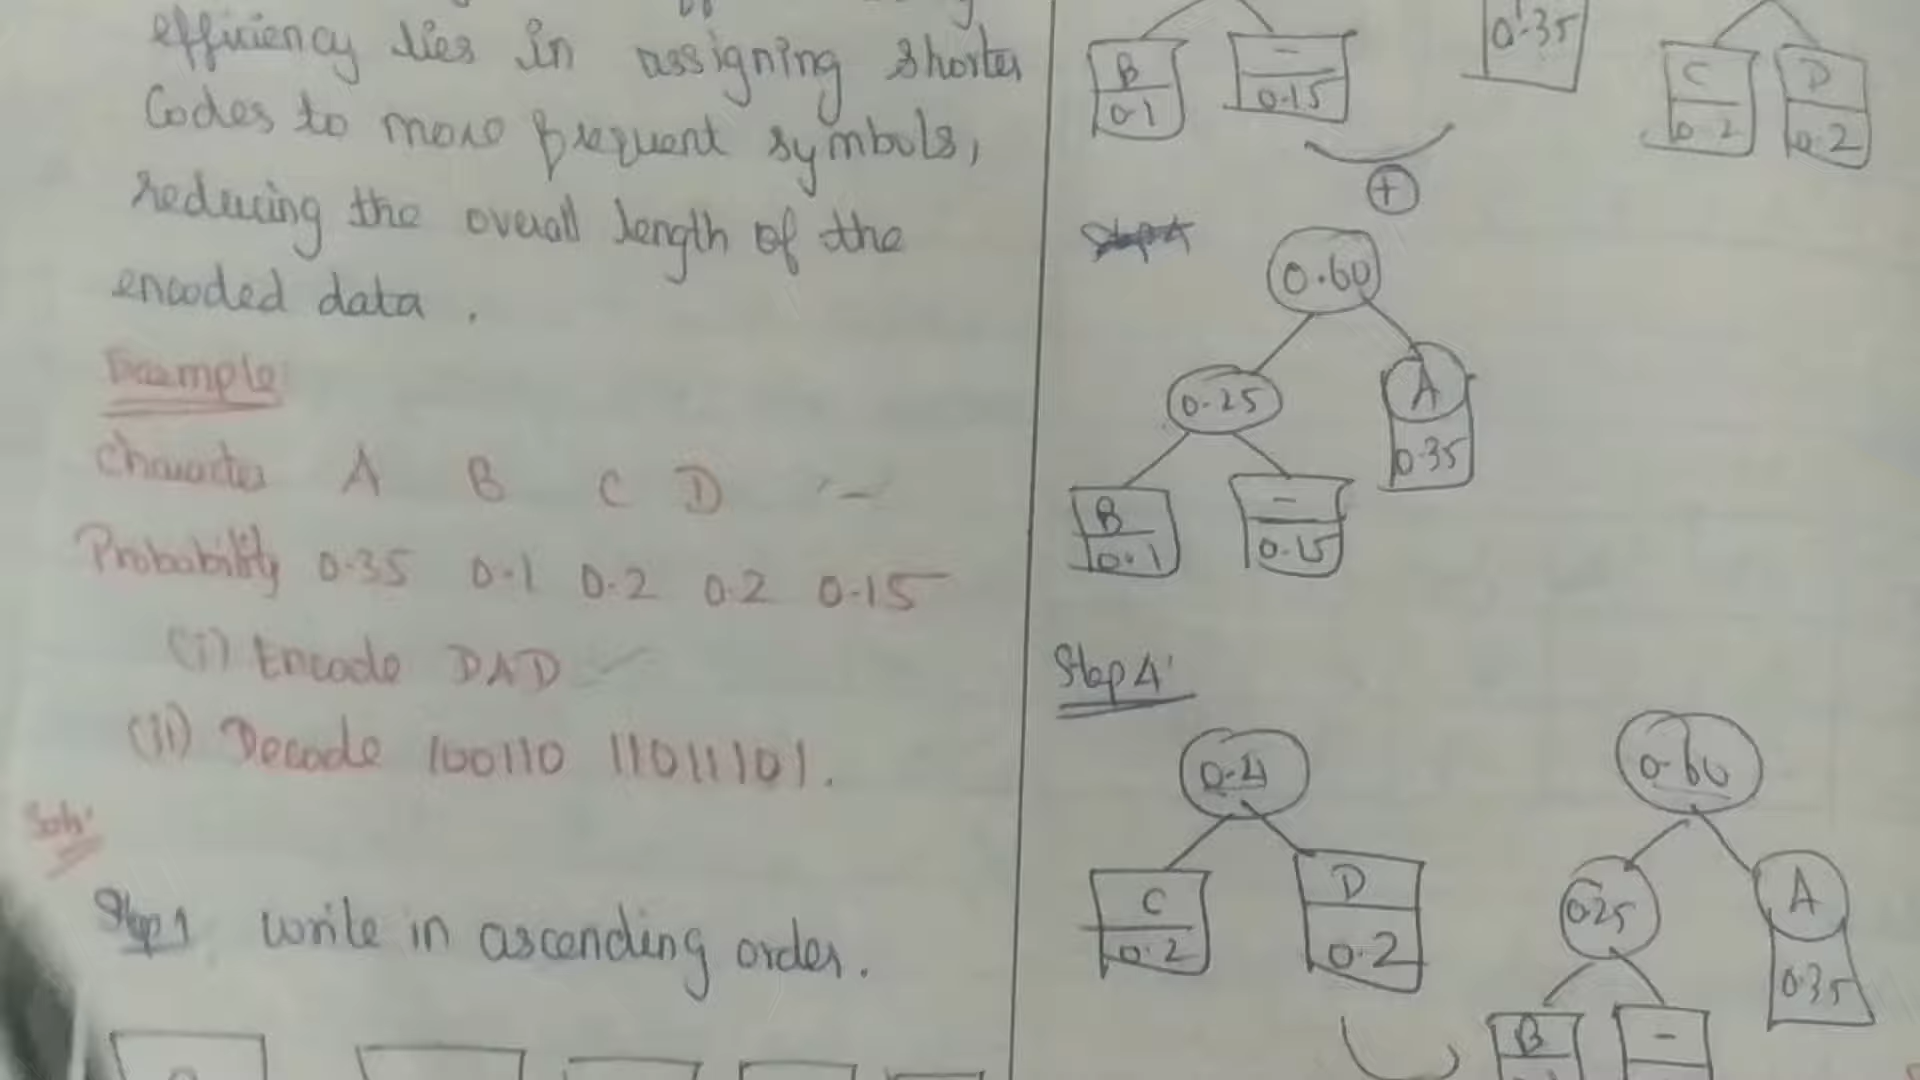 efficiency lies in assigning shorter
Codes to more frequent symbols,
reducing the overall length of the
encoded data.
Example
Character A B C D -
Probability 0.35 0.1 0.2 0.2 0.15
(i) Encode DAD
(ii) Decode 100110 11011101.
Soln:
Step 1 write in ascending order.
B - 0.35 C D
0.1 0.15 0.2 0.2
+
0.60
0.25 A
0.35
B -
0.1 0.15
Step 4
0.4 0.60
C D 0.25 A
0.2 0.2 0.35
B -